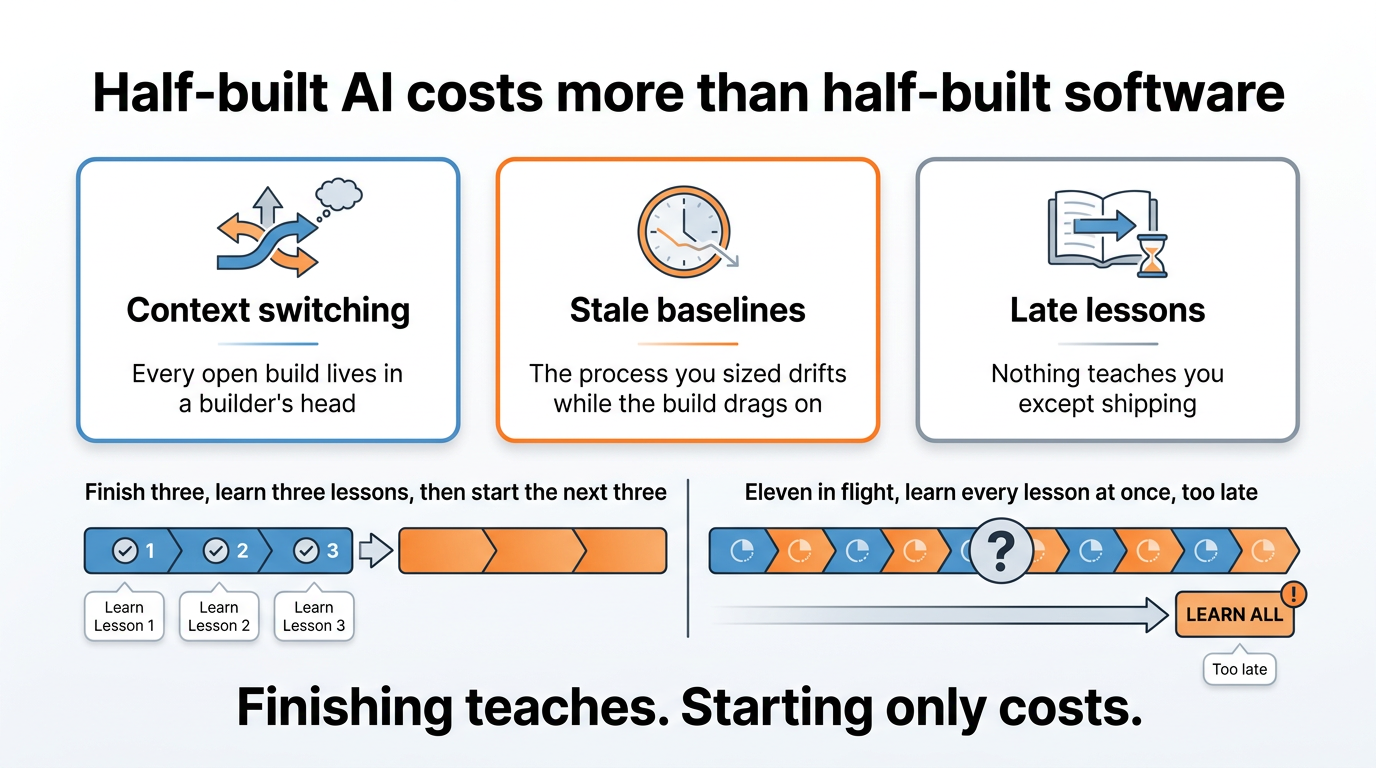 Half-built AI costs more than half-built software
Context switching
Every open build lives in
a builder's head
Stale baselines
The process you sized drifts
while the build drags on
Late lessons
Nothing teaches you
except shipping
Finish three, learn three lessons, then start the next three
1
2
3
Learn
Lesson 1
Learn
Lesson 2
Learn
Lesson 3
Eleven in flight, learn every lesson at once, too late
?
LEARN ALL
!
Too late
Finishing teaches. Starting only costs.